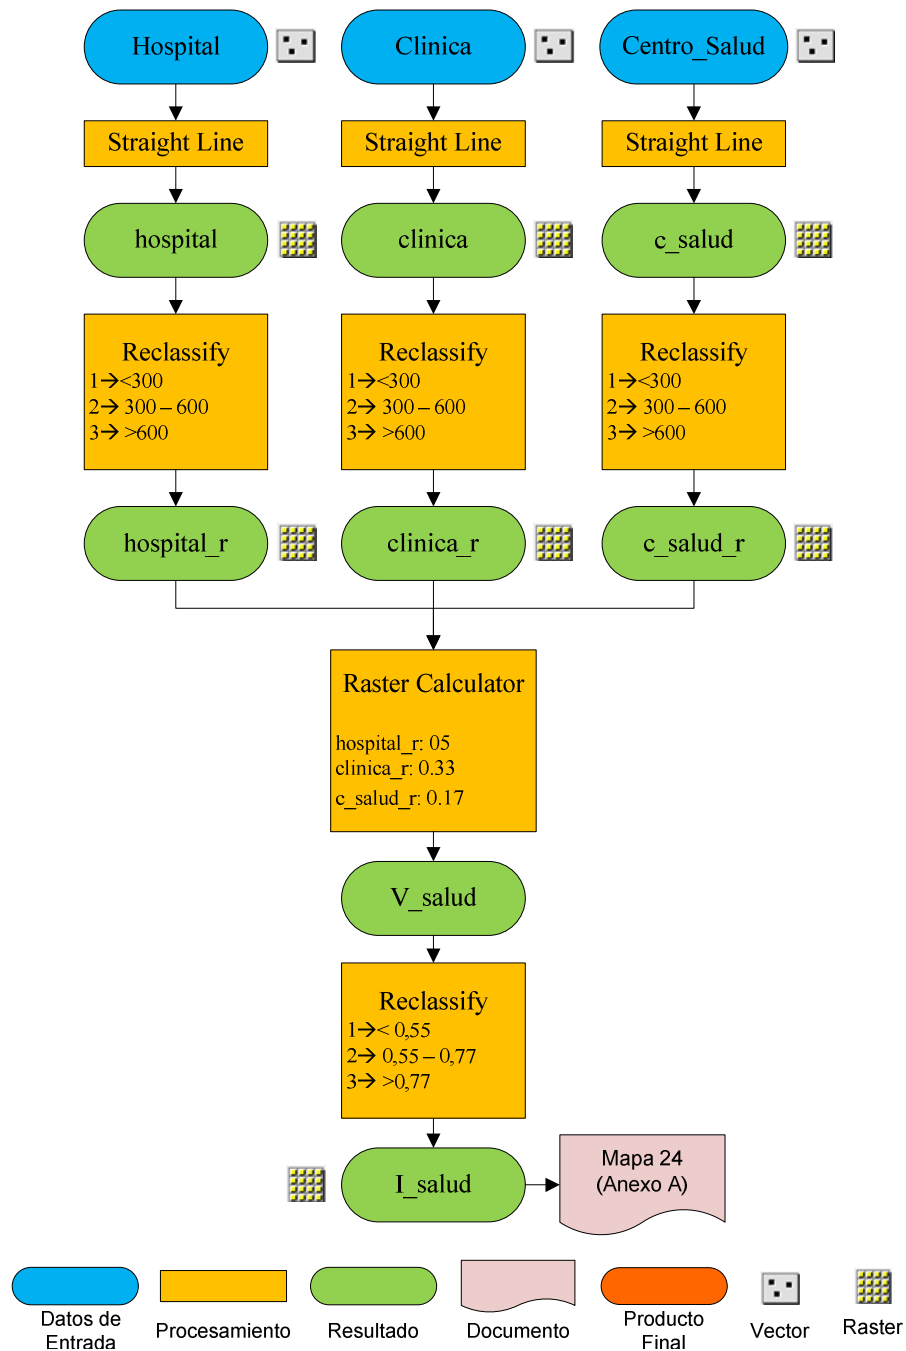 Hospital
Clinica
Centro_Salud
Straight Line
Straight Line
Straight Line
hospital
clinica
c_salud
Reclassify
1→<300
2→ 300 – 600
3→ >600
Reclassify
1→<300
2→ 300 – 600
3→ >600
Reclassify
1→<300
2→ 300 – 600
3→ >600
hospital_r
clinica_r
c_salud_r
Raster Calculator
hospital_r: 05
clinica_r: 0.33
c_salud_r: 0.17
V_salud
Reclassify
1→< 0,55
2→ 0,55 – 0,77
3→ >0,77
I_salud
Mapa 24
(Anexo A)
Datos de
Entrada
Procesamiento
Resultado
Documento
Producto
Final
Vector
Raster